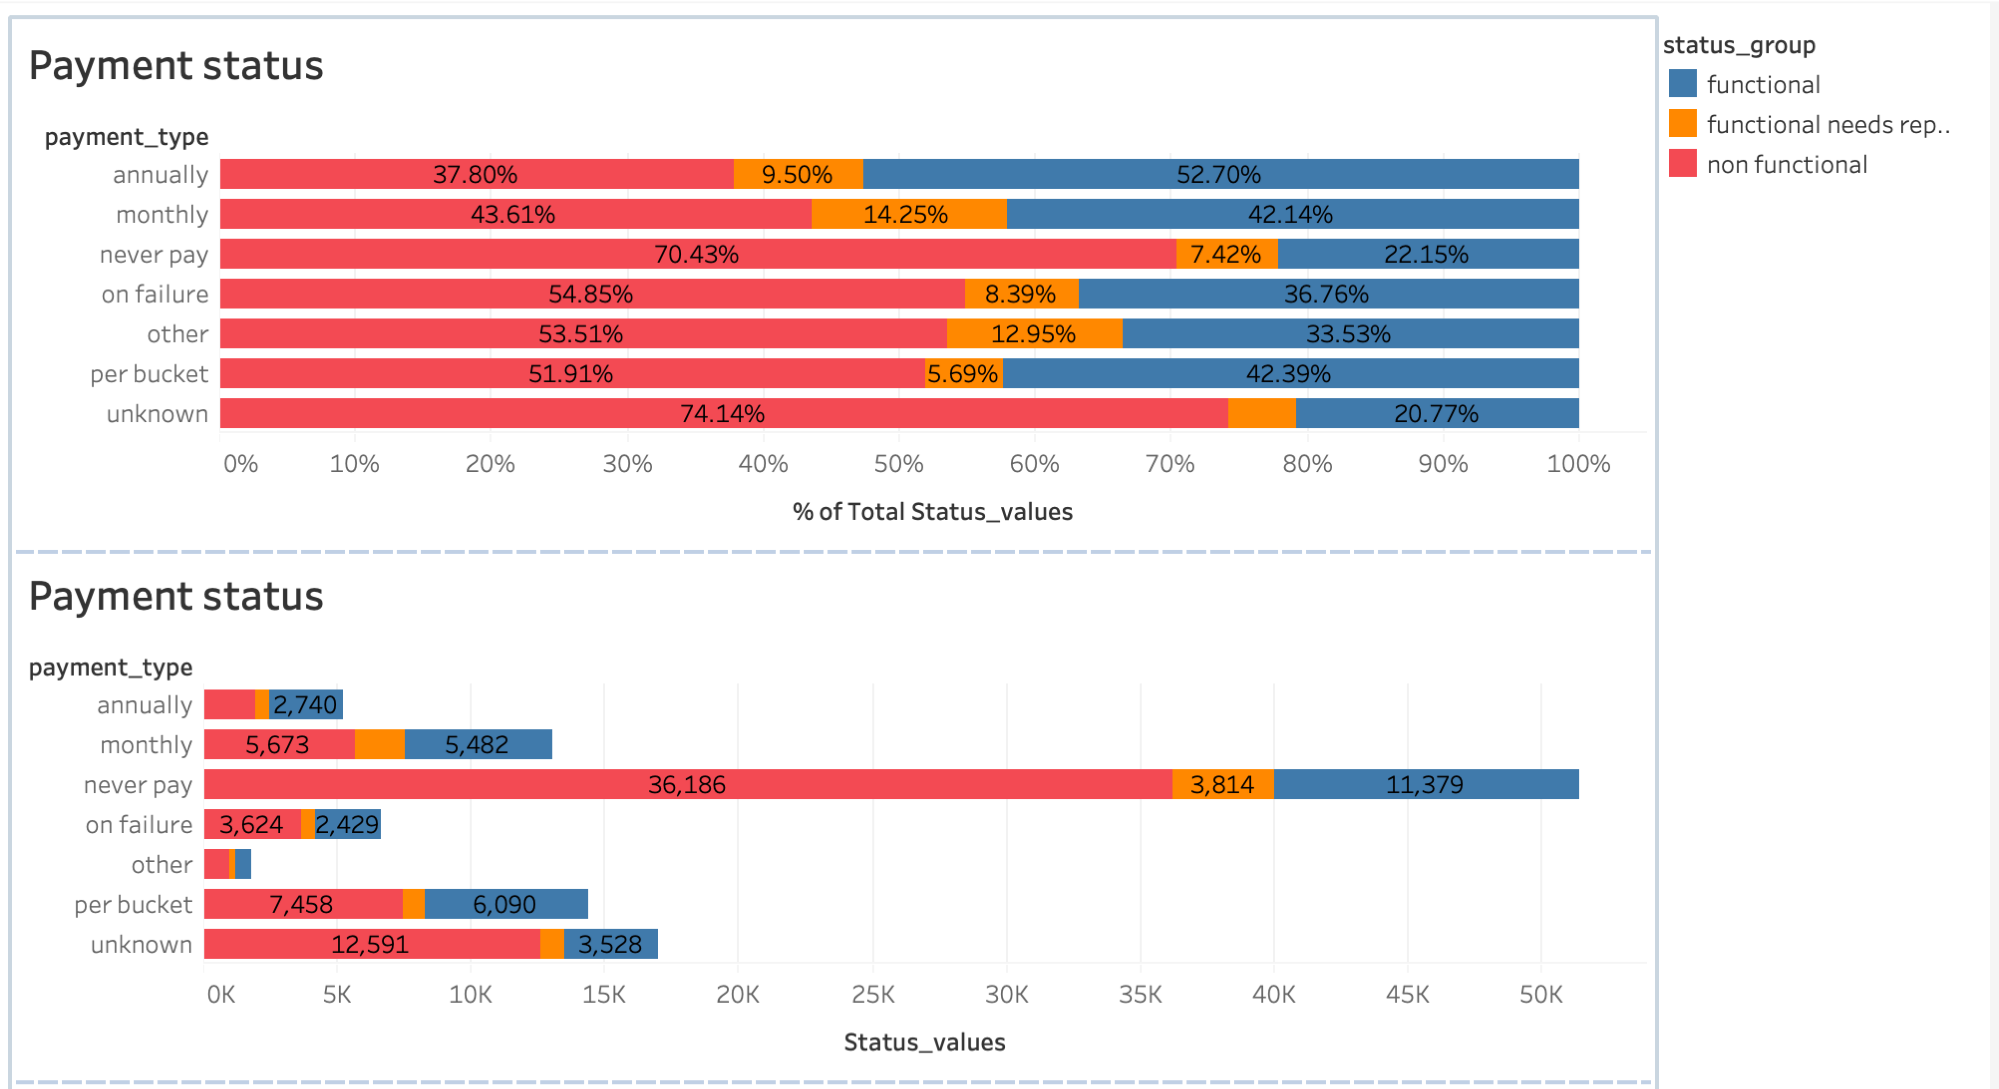 Payment status
payment_type
annually 37.80% 9.50% 52.70%
monthly 43.61% 14.25% 42.14%
never pay 70.43% 7.42% 22.15%
on failure 54.85% 8.39% 36.76%
other 53.51% 12.95% 33.53%
per bucket 51.91% 5.69% 42.39%
unknown 74.14% 20.77%
0% 10% 20% 30% 40% 50% 60% 70% 80% 90% 100%
% of Total Status_values
Payment status
payment_type
annually 2,740
monthly 5,673 5,482
never pay 36,186 3,814 11,379
on failure 3,624 2,429
other
per bucket 7,458 6,090
unknown 12,591 3,528
0K 5K 10K 15K 20K 25K 30K 35K 40K 45K 50K
Status_values
status_group
functional
functional needs rep..
non functional